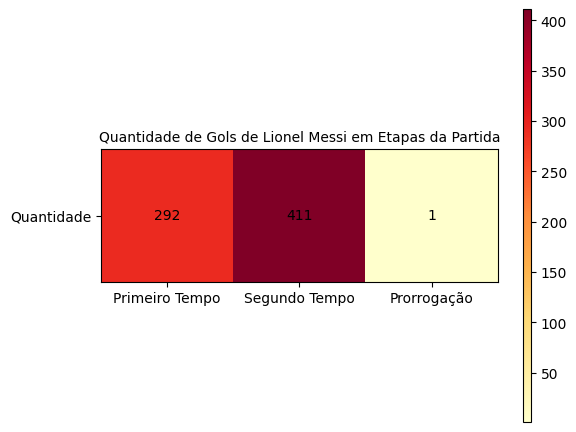 Quantidade de Gols de Lionel Messi em Etapas da Partida
Quantidade
292 411 1
Primeiro Tempo Segundo Tempo Prorrogação
400
350
300
250
200
150
100
50